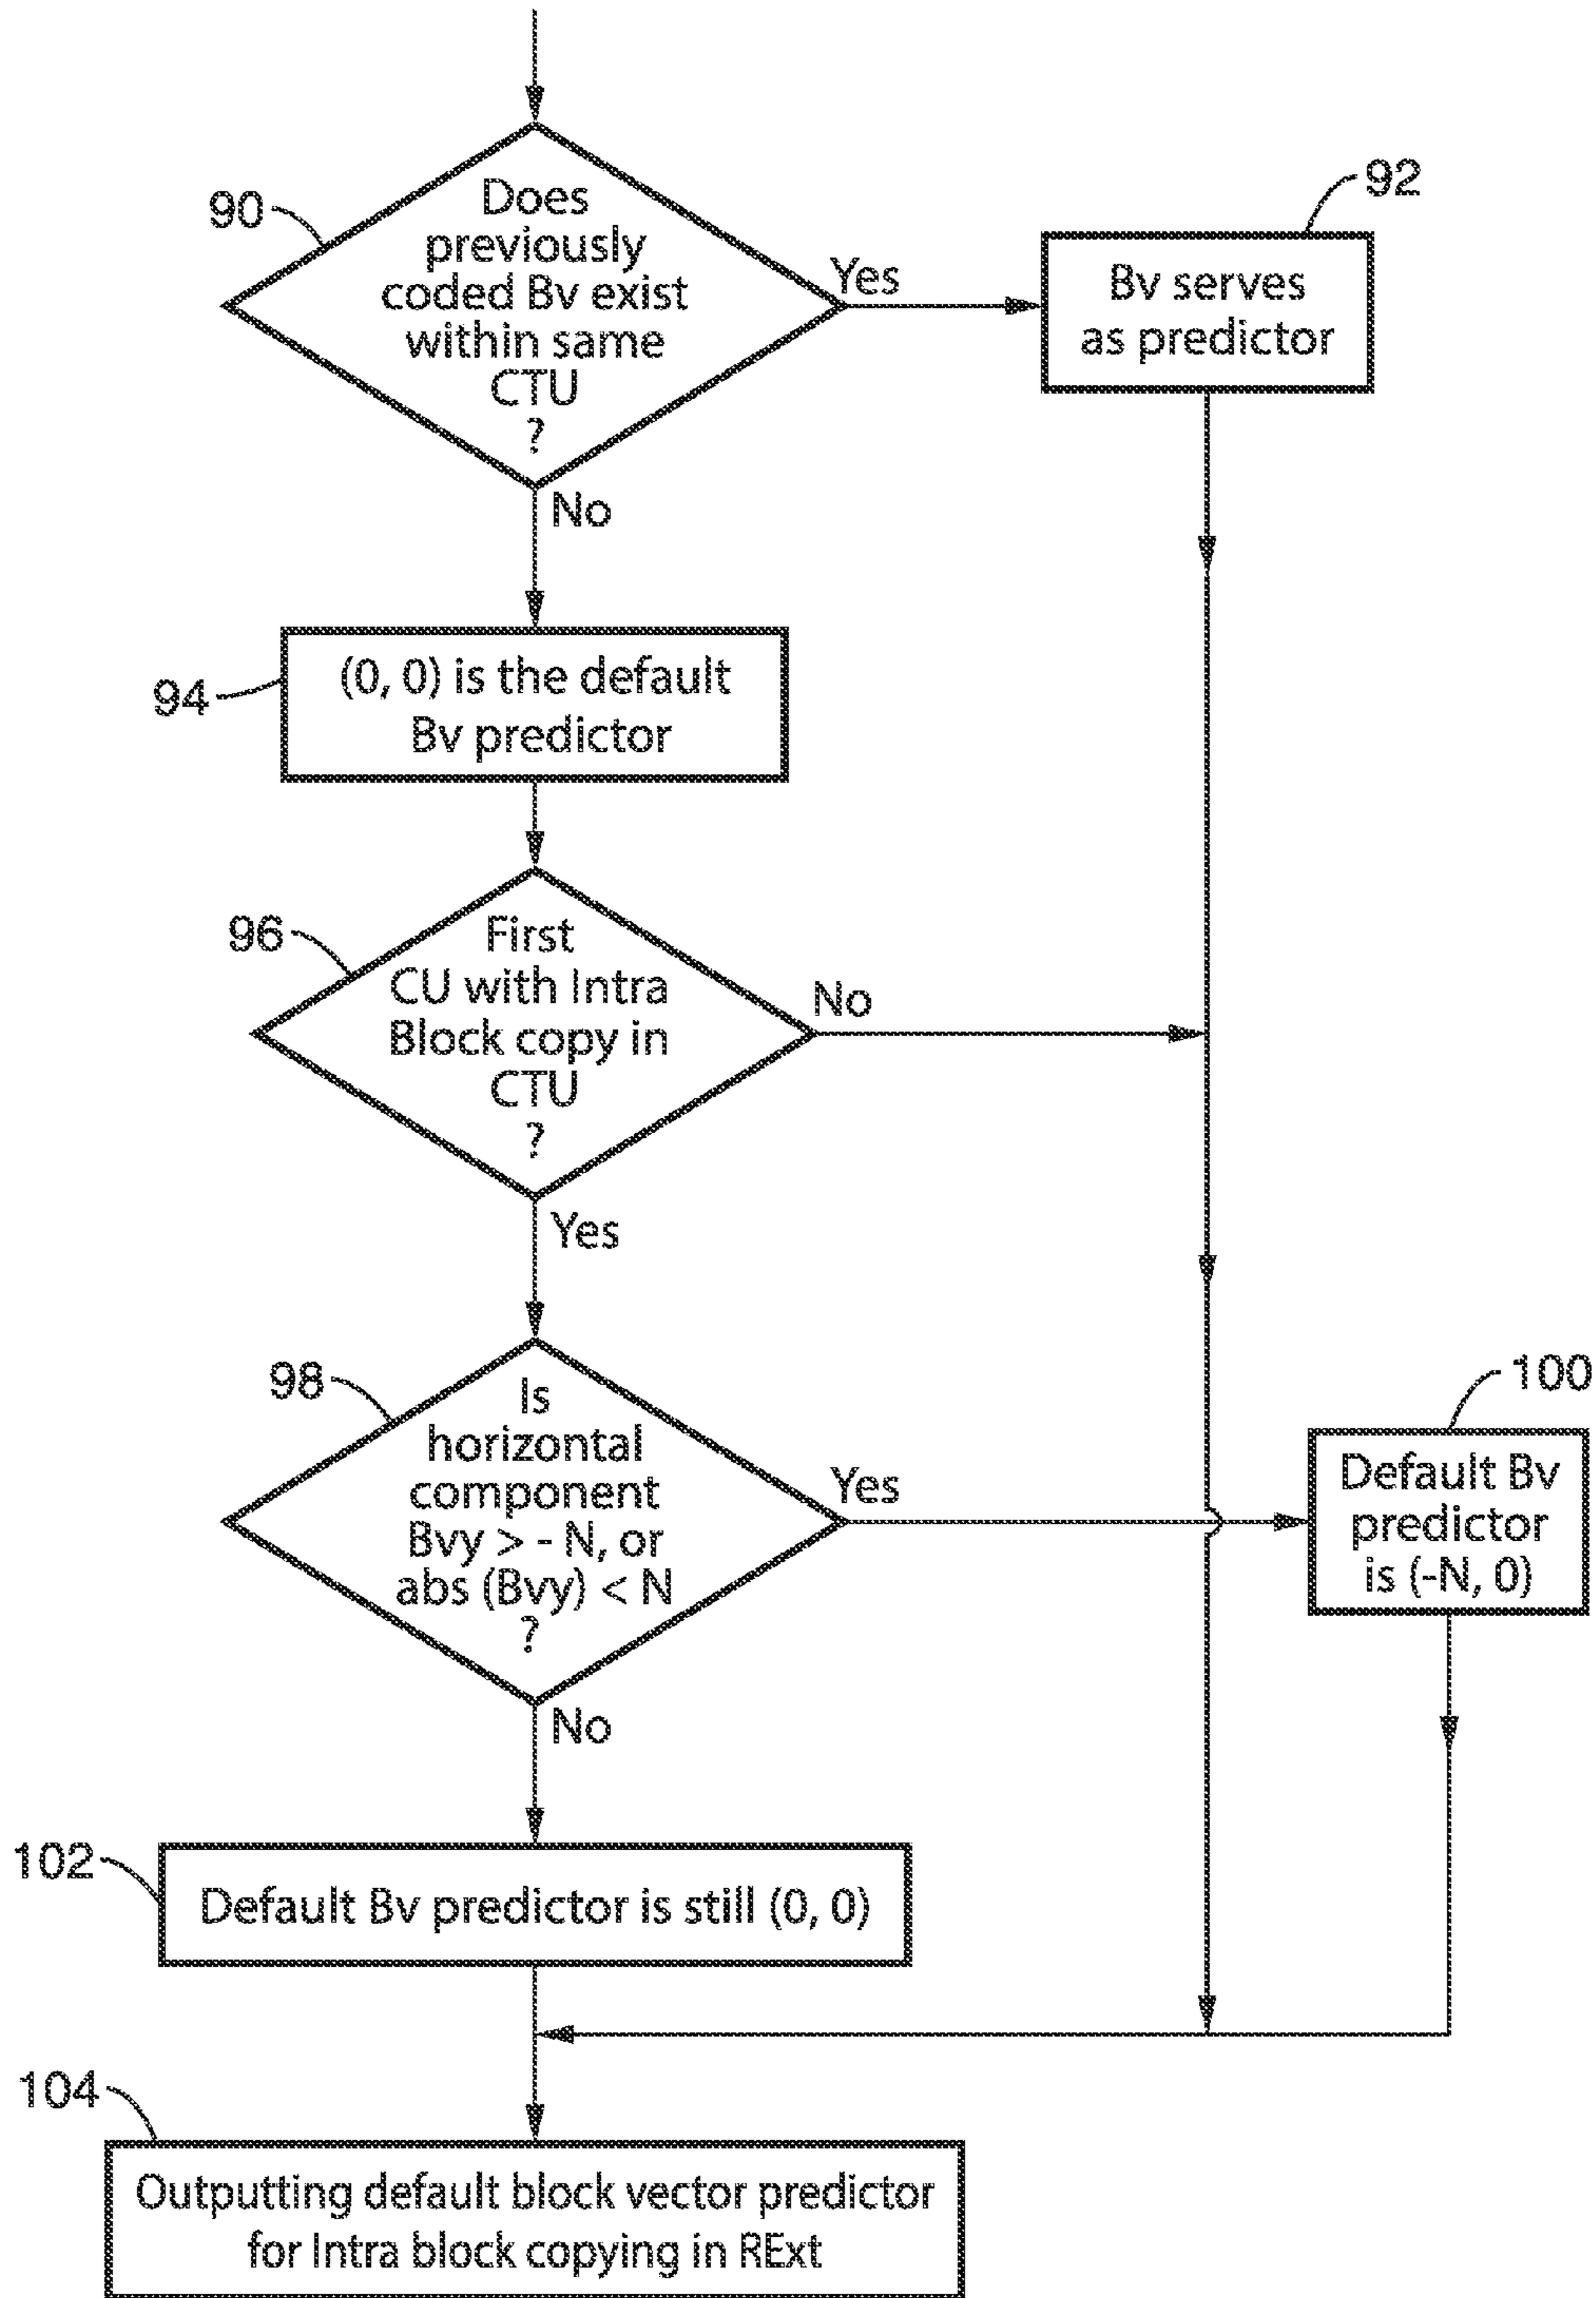 90
Does
previously
coded Bv exist
within same
CTU
?
Yes
92
Bv serves
as predictor
No
94
(0, 0) is the default
Bv predictor
96
First
CU with Intra
Block copy in
CTU
?
No
Yes
98
Is
horizontal
component
Bvy > - N, or
abs (Bvy) < N
?
Yes
100
Default Bv
predictor
is (-N, 0)
No
102
Default Bv predictor is still (0, 0)
104
Outputting default block vector predictor
for Intra block copying in RExt